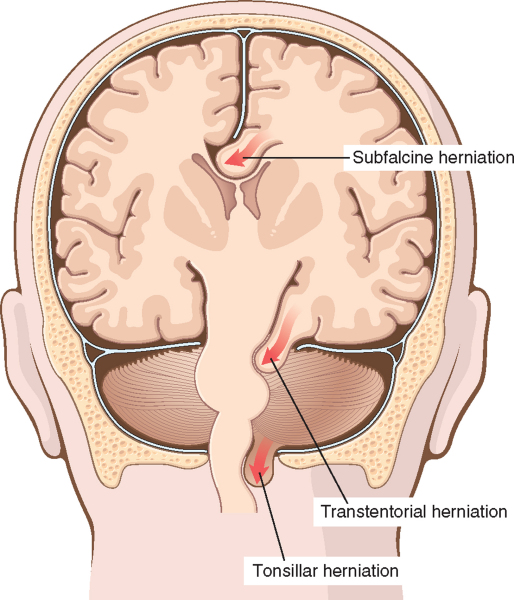 Subfalcine herniation
Transtentorial herniation
Tonsillar herniation